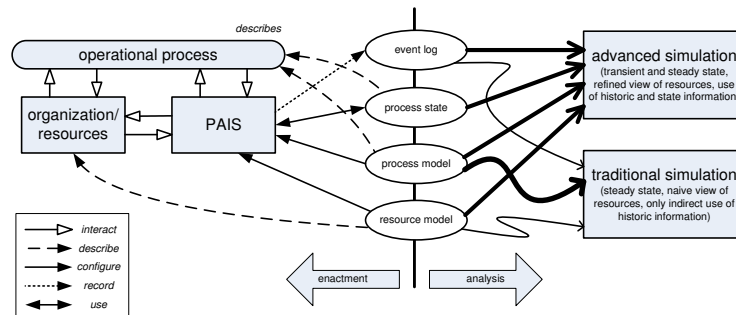 describes
operational process
organization/
resources
PAIS
event log
process state
process model
resource model
advanced simulation
(transient and steady state,
refined view of resources, use
of historic and state information)
traditional simulation
(steady state, naive view of
resources, only indirect use of
historic information)
interact
describe
configure
record
use
enactment
analysis